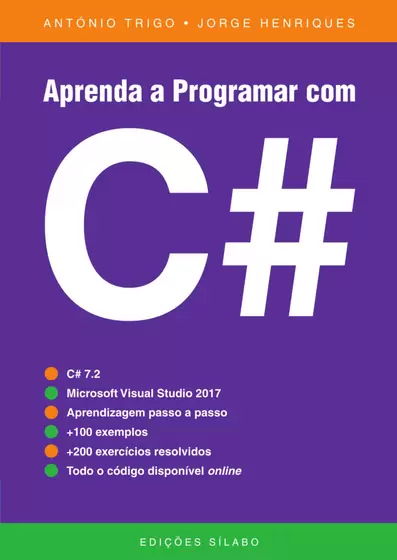 ANTÓNIO TRIGO • JORGE HENRIQUES
Aprenda a Programar com
C#
C# 7.2
Microsoft Visual Studio 2017
Aprendizagem passo a passo
+100 exemplos
+200 exercícios resolvidos
Todo o código disponível online
EDIÇÕES SÍLABO